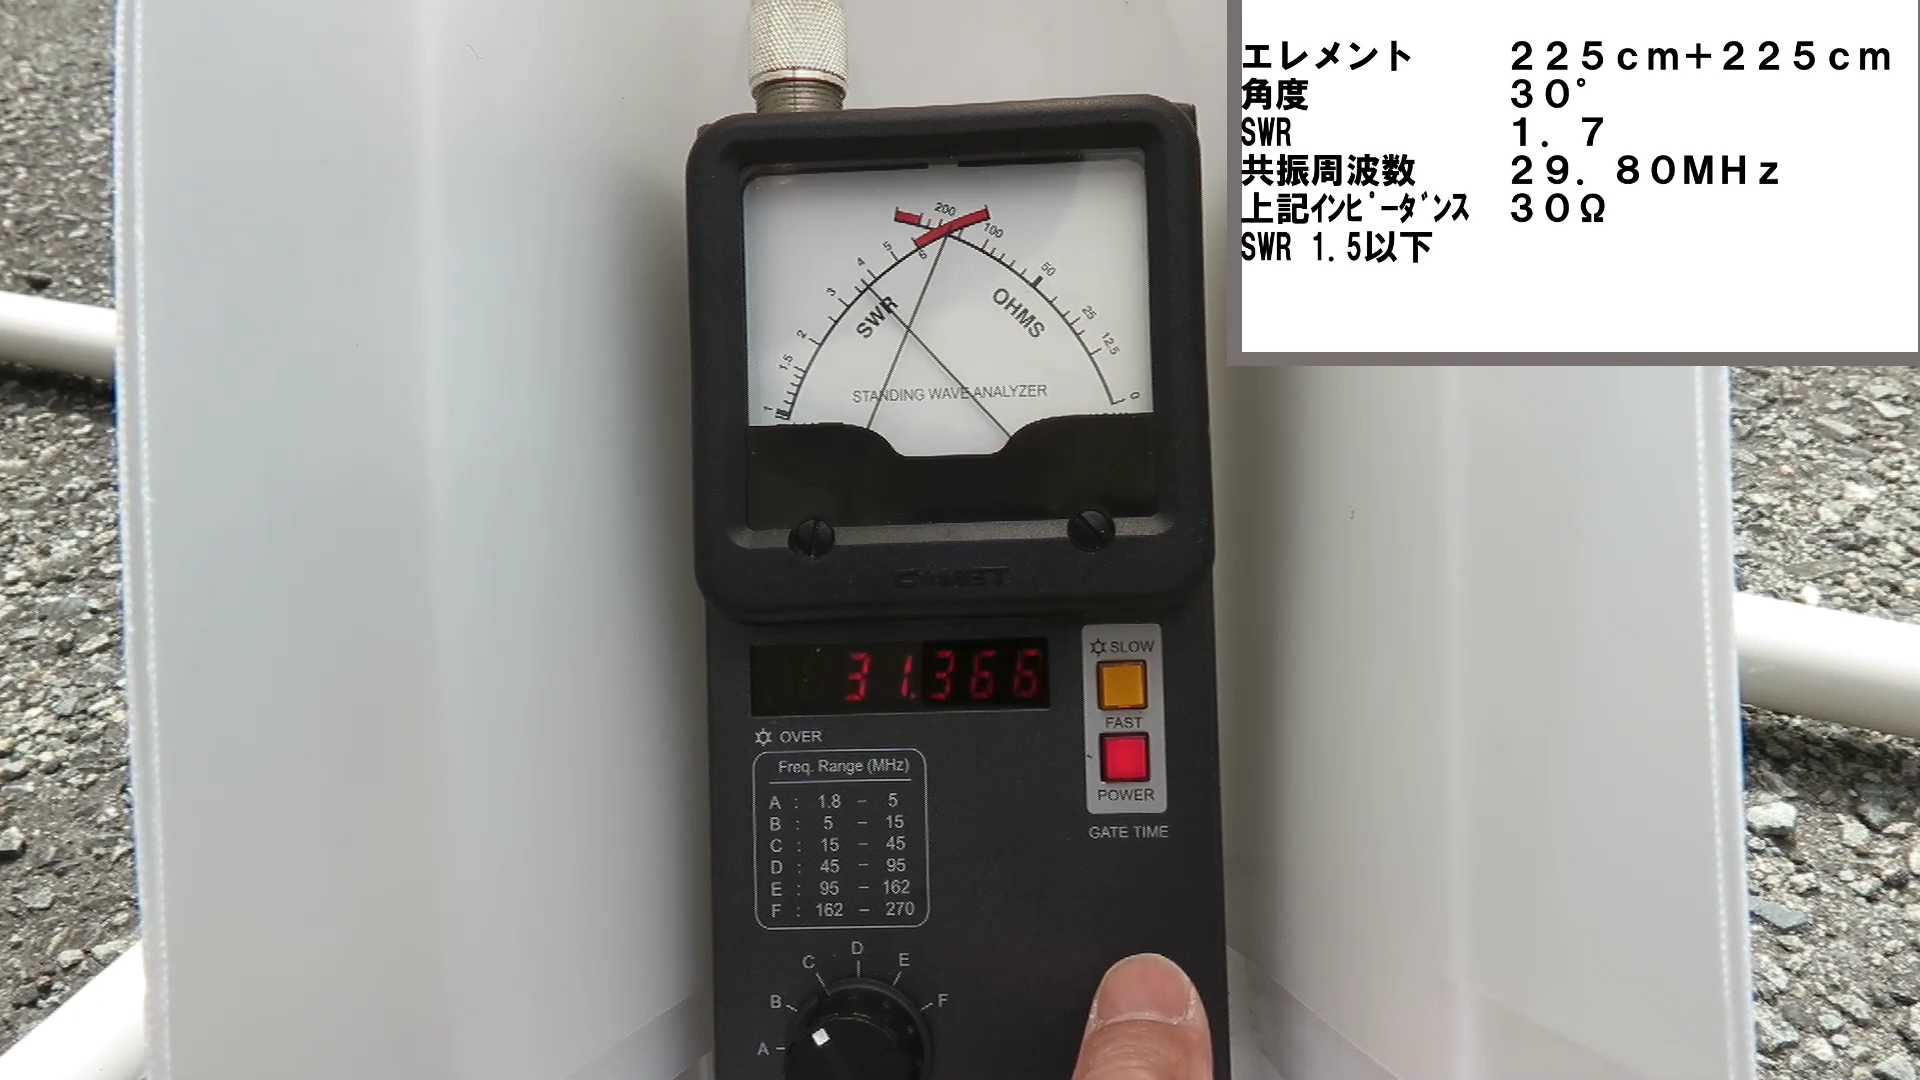 エレメント ２２５ｃｍ＋２２５ｃｍ
角度 ３０°
SWR １．７
共振周波数 ２９．８０ＭＨｚ
上記ｲﾝﾋﾟｰﾀﾞﾝｽ ３０Ω
SWR 1.5以下
200
100
50
25
12.5
0
6
5
4
3
2
1.5
1
SWR
OHMS
STANDING WAVE ANALYZER
COMET
31.366
SLOW
FAST
POWER
GATE TIME
OVER
Freq. Range (MHz)
A : 1.8 – 5
B : 5 – 15
C : 15 – 45
D : 45 – 95
E : 95 – 162
F : 162 – 270
A
B
C
D
E
F